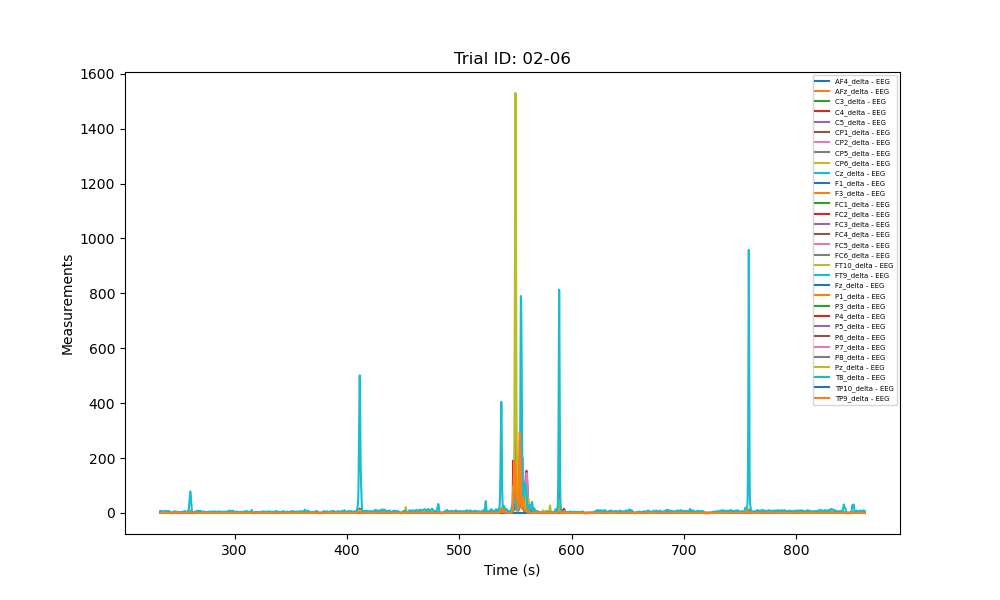 Trial ID: 02-06
1600
1400
1200
1000
800
600
400
200
0
Measurements
300
400
500
600
700
800
Time (s)
AF4_delta - EEG
AFz_delta - EEG
C3_delta - EEG
C4_delta - EEG
C5_delta - EEG
CP1_delta - EEG
CP2_delta - EEG
CP5_delta - EEG
CP6_delta - EEG
Cz_delta - EEG
F1_delta - EEG
F3_delta - EEG
FC1_delta - EEG
FC2_delta - EEG
FC3_delta - EEG
FC4_delta - EEG
FC5_delta - EEG
FC6_delta - EEG
FT10_delta - EEG
FT9_delta - EEG
Fz_delta - EEG
P1_delta - EEG
P3_delta - EEG
P4_delta - EEG
P5_delta - EEG
P6_delta - EEG
P7_delta - EEG
P8_delta - EEG
Pz_delta - EEG
T8_delta - EEG
TP10_delta - EEG
TP9_delta - EEG